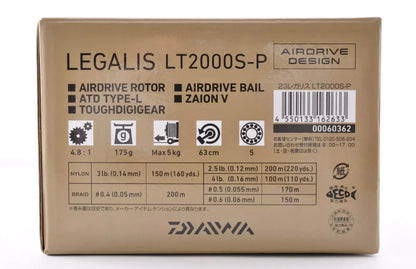 LEGALIS LT2000S-P
AIRDRIVE DESIGN
■ AIRDRIVE ROTOR ■ AIRDRIVE BAIL
■ ATD TYPE-L ■ ZAION V
■ TOUGHDIGIGEAR
23レガリス LT2000S-P
4 550133 162633
00060362
4.8 : 1 175g Max5kg 63cm 5
NYLON 3lb.(0.14mm) 150m(160yds.) 2.5lb.(0.12mm) 200m(220yds.)
4lb.(0.16mm) 100m(110yds.)
BRAID #0.4(0.05mm) 200m #0.5(0.055mm) 170m
#0.6(0.06mm) 150m
紙
DAIWA